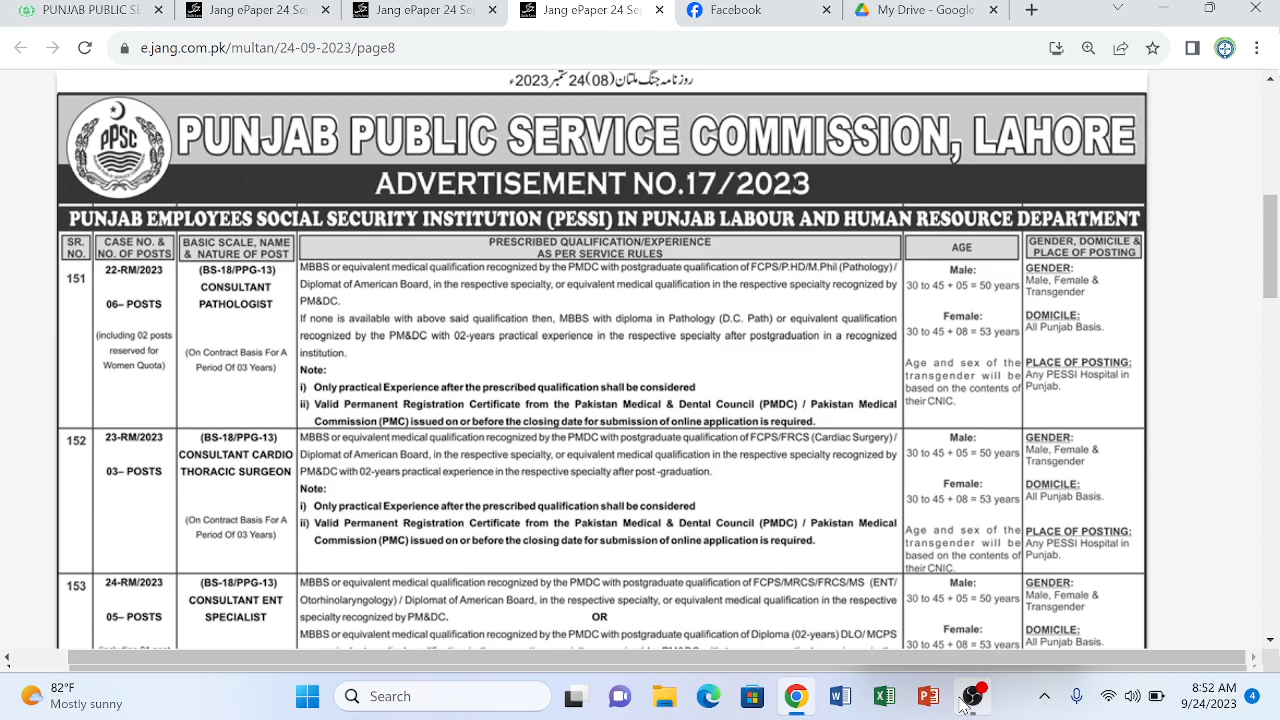 ejang.com.pk/multan/24-09-2023/page8
روزنامہ جنگ ملتان (08) 24 ستمبر 2023ء
PPSC
PUNJAB PUBLIC SERVICE COMMISSION, LAHORE
ADVERTISEMENT NO.17/2023
PUNJAB EMPLOYEES SOCIAL SECURITY INSTITUTION (PESSI) IN PUNJAB LABOUR AND HUMAN RESOURCE DEPARTMENT
SR. NO.
CASE NO. & NO. OF POSTS
BASIC SCALE, NAME & NATURE OF POST
PRESCRIBED QUALIFICATION/EXPERIENCE
AS PER SERVICE RULES
AGE
GENDER, DOMICILE & PLACE OF POSTING
151
22-RM/2023
06– POSTS
(including 02 posts
reserved for
Women Quota)
(BS-18/PPG-13)
CONSULTANT
PATHOLOGIST
(On Contract Basis For A
Period Of 03 Years)
MBBS or equivalent medical qualification recognized by the PMDC with postgraduate qualification of FCPS/P.HD/M.Phil (Pathology) /
Diplomat of American Board, in the respective specialty, or equivalent medical qualification in the respective specialty recognized by
PM&DC.
If none is available with above said qualification then, MBBS with diploma in Pathology (D.C. Path) or equivalent qualification
recognized by the PM&DC with 02-years practical experience in the respective specialty after postgraduation in a recognized
institution.
Note:
i) Only practical Experience after the prescribed qualification shall be considered
ii) Valid Permanent Registration Certificate from the Pakistan Medical & Dental Council (PMDC) / Pakistan Medical
Commission (PMC) issued on or before the closing date for submission of online application is required.
Male:
30 to 45 + 05 = 50 years
Female:
30 to 45 + 08 = 53 years
Age and sex of the
transgender will be
based on the contents of
their CNIC.
GENDER:
Male, Female &
Transgender
DOMICILE:
All Punjab Basis.
PLACE OF POSTING:
Any PESSI Hospital in
Punjab.
152
23-RM/2023
03– POSTS
(BS-18/PPG-13)
CONSULTANT CARDIO
THORACIC SURGEON
(On Contract Basis For A
Period Of 03 Years)
MBBS or equivalent medical qualification recognized by the PMDC with postgraduate qualification of FCPS/FRCS (Cardiac Surgery) /
Diplomat of American Board, in the respective specialty, or equivalent medical qualification in the respective specialty recognized by
PM&DC with 02-years practical experience in the respective specialty after post -graduation.
Note:
i) Only practical Experience after the prescribed qualification shall be considered
ii) Valid Permanent Registration Certificate from the Pakistan Medical & Dental Council (PMDC) / Pakistan Medical
Commission (PMC) issued on or before the closing date for submission of online application is required.
Male:
30 to 45 + 05 = 50 years
Female:
30 to 45 + 08 = 53 years
Age and sex of the
transgender will be
based on the contents of
their CNIC.
GENDER:
Male, Female &
Transgender
DOMICILE:
All Punjab Basis.
PLACE OF POSTING:
Any PESSI Hospital in
Punjab.
153
24-RM/2023
05– POSTS
(BS-18/PPG-13)
CONSULTANT ENT
SPECIALIST
MBBS or equivalent medical qualification recognized by the PMDC with postgraduate qualification of FCPS/MRCS/FRCS/MS (ENT/
Otorhinolaryngology) / Diplomat of American Board, in the respective specialty, or equivalent medical qualification in the respective
specialty recognized by PM&DC. OR
MBBS or equivalent medical qualification recognized by the PMDC with postgraduate qualification of Diploma (02-years) DLO/ MCPS
Male:
30 to 45 + 05 = 50 years
Female:
30 to 45 + 08 = 53 years
GENDER:
Male, Female &
Transgender
DOMICILE:
All Punjab Basis.
82°F
Mostly sunny
Search
8:52 AM
4